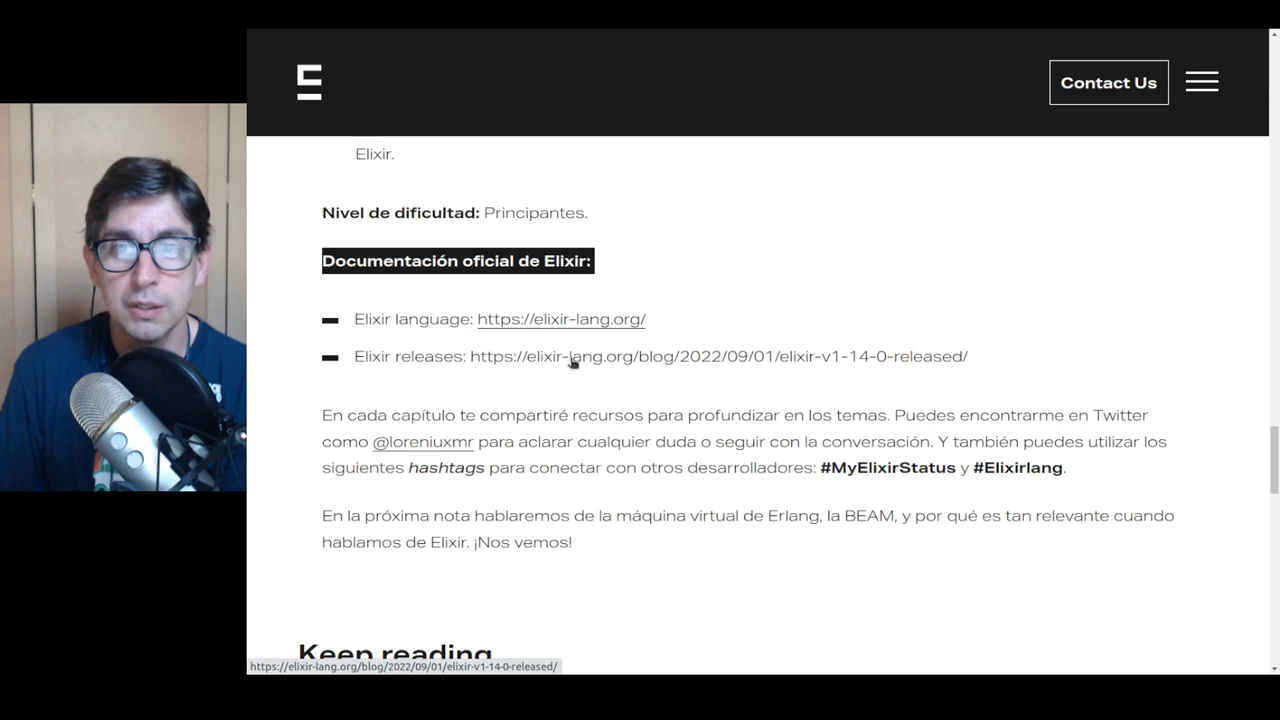 Contact Us
Elixir.
Nivel de dificultad: Principantes.
Documentación oficial de Elixir:
Elixir language: https://elixir-lang.org/
Elixir releases: https://elixir-lang.org/blog/2022/09/01/elixir-v1-14-0-released/
En cada capítulo te compartiré recursos para profundizar en los temas. Puedes encontrarme en Twitter
como @loreniuxmr para aclarar cualquier duda o seguir con la conversación. Y también puedes utilizar los
siguientes hashtags para conectar con otros desarrolladores: #MyElixirStatus y #Elixirlang.
En la próxima nota hablaremos de la máquina virtual de Erlang, la BEAM, y por qué es tan relevante cuando
hablamos de Elixir. ¡Nos vemos!
Keep reading
https://elixir-lang.org/blog/2022/09/01/elixir-v1-14-0-released/